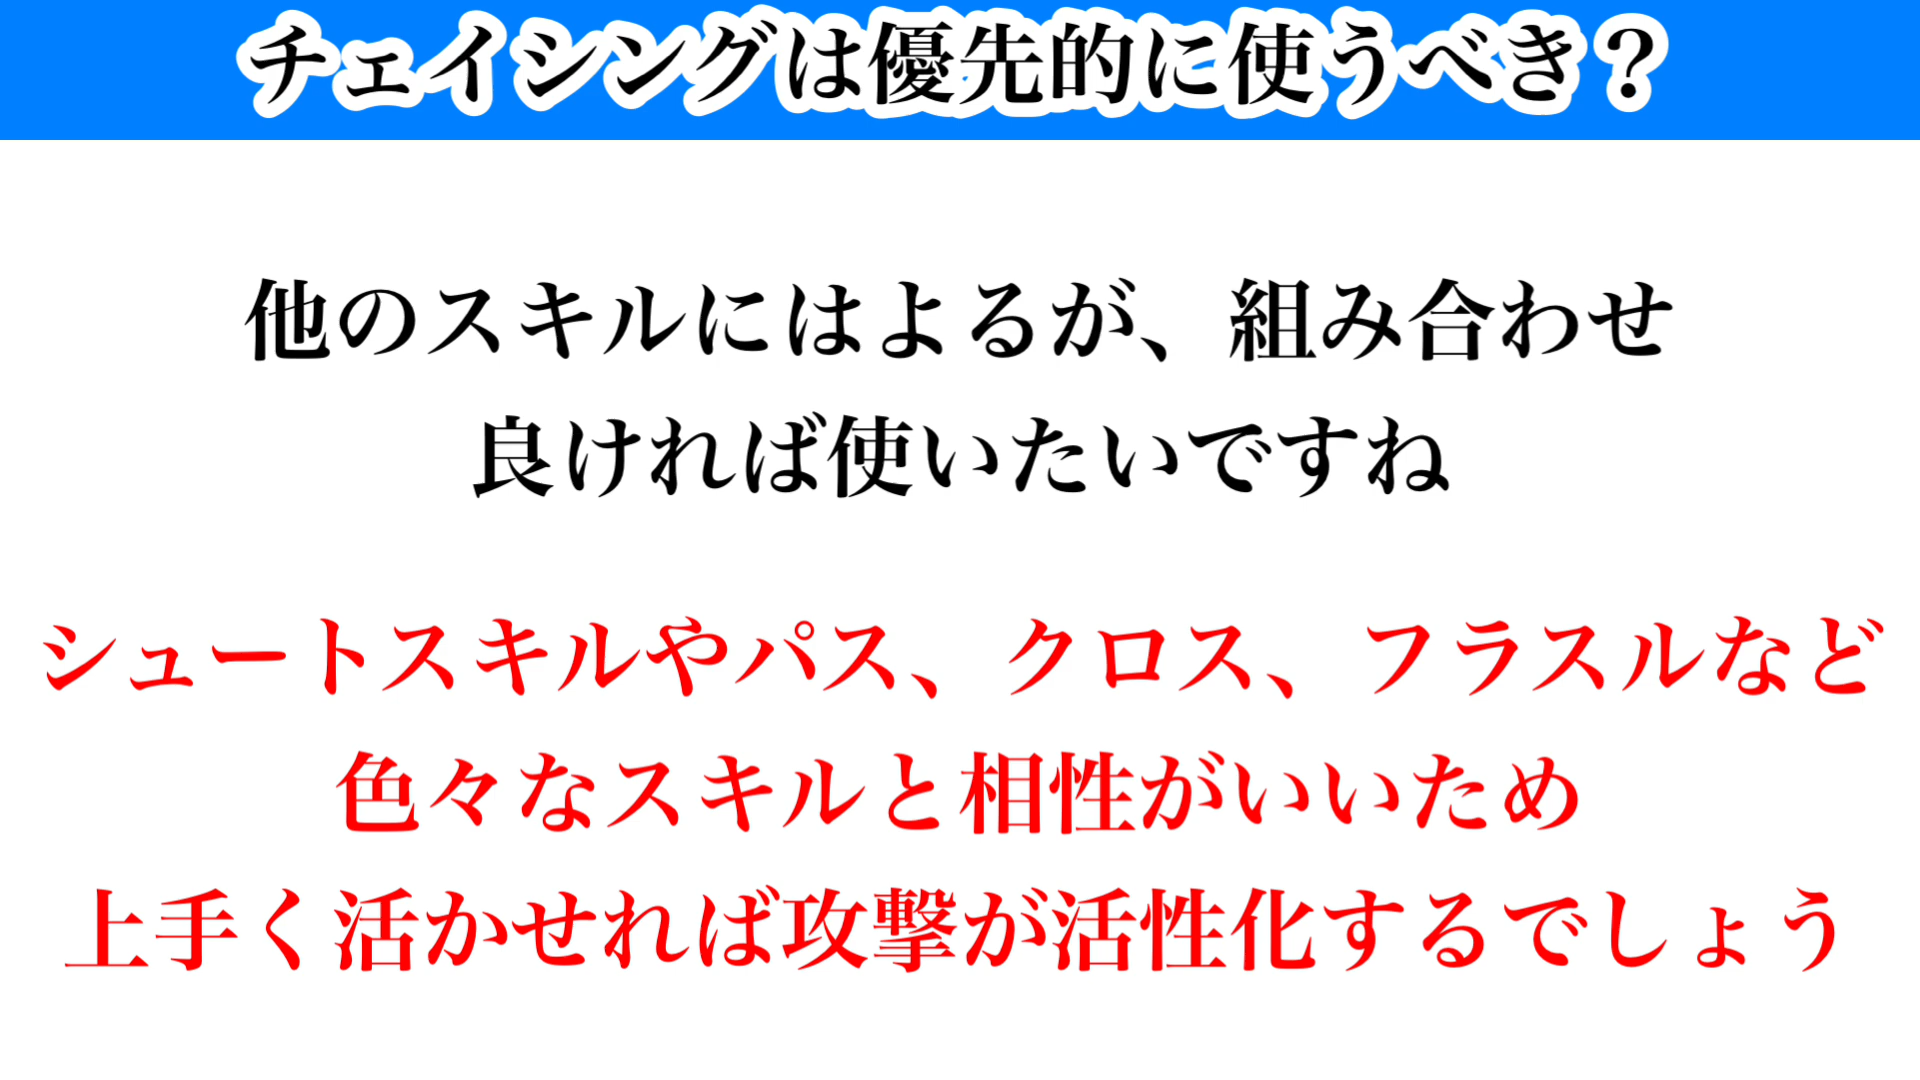 チェイシングは優先的に使うべき？
他のスキルにはよるが、組み合わせ
良ければ使いたいですね
シュートスキルやパス、クロス、フラスルなど
色々なスキルと相性がいいため
上手く活かせれば攻撃が活性化するでしょう